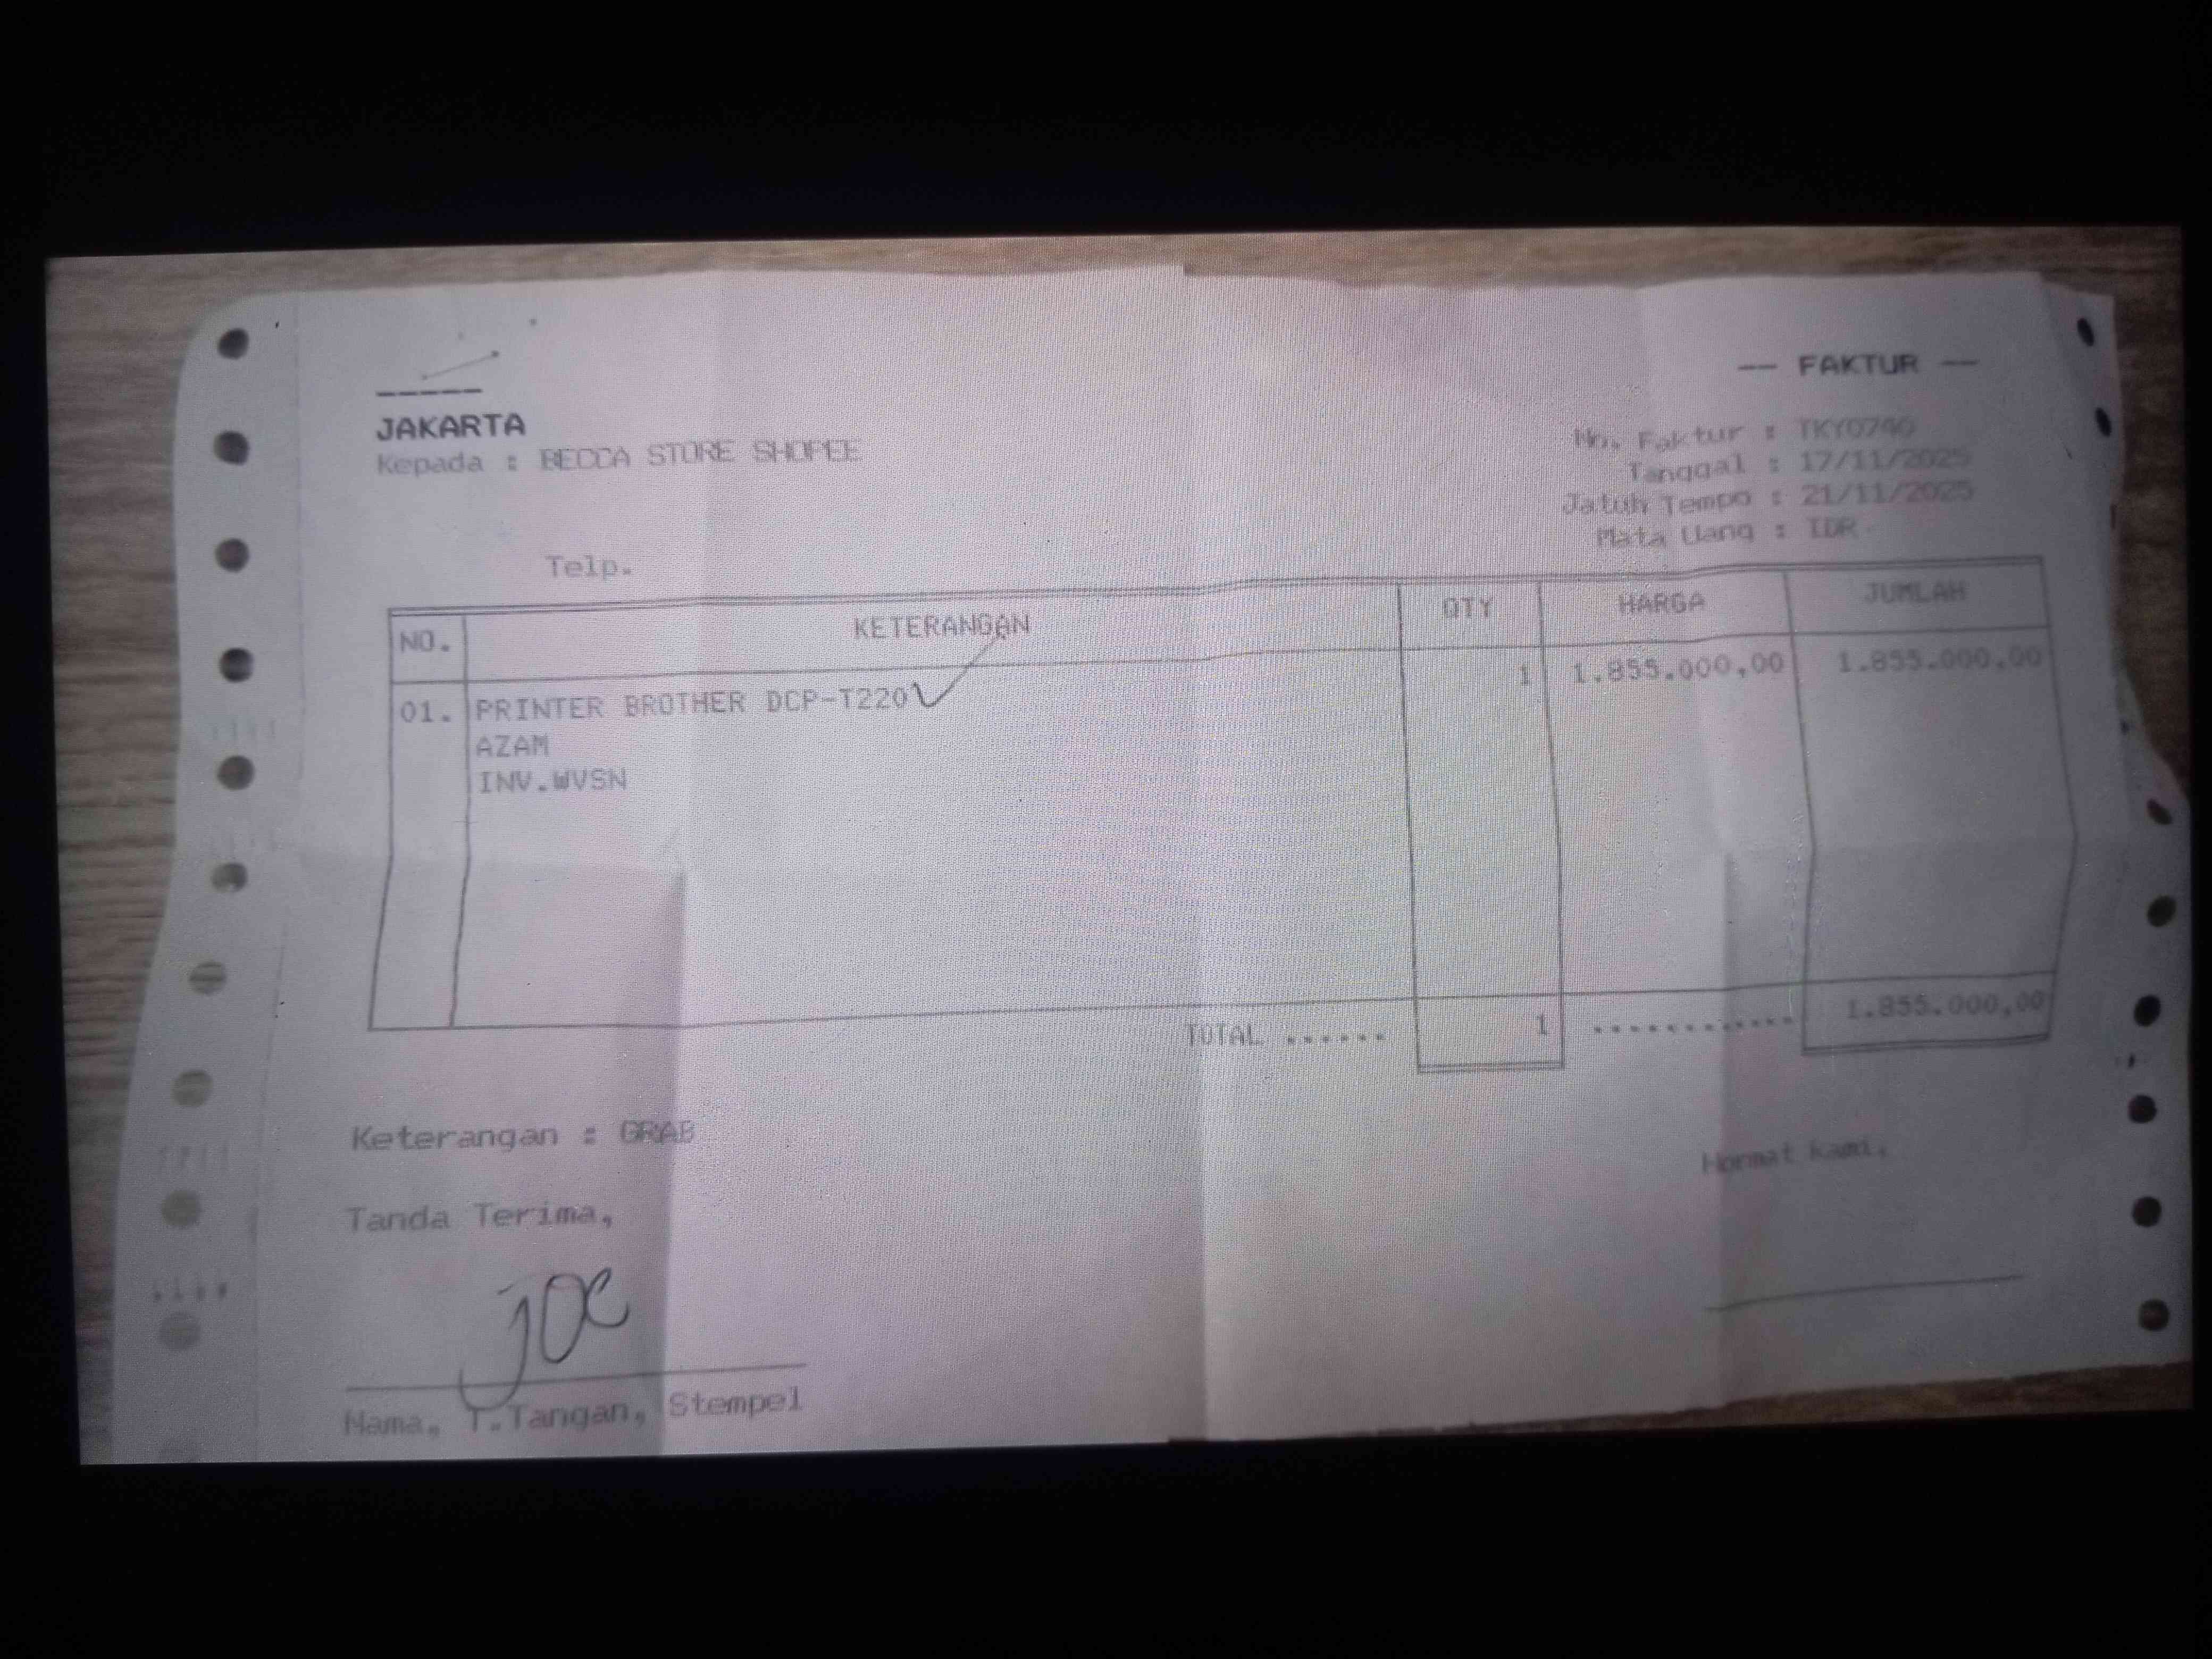 -- FAKTUR --
-----
JAKARTA
Kepada : BECCA STORE SHOPEE
No. Faktur : TKY0740
Tanggal : 17/11/2025
Jatuh Tempo : 21/11/2025
Mata Uang : IDR
Telp.
NO. KETERANGAN QTY HARGA JUMLAH
01. PRINTER BROTHER DCP-T220 1 1.855.000,00 1.855.000,00
AZAM
INV.WVSN
TOTAL ...... 1 ........... 1.855.000,00
Keterangan : GRAB
Tanda Terima,
Hormat kami,
joe
Nama, T.Tangan, Stempel